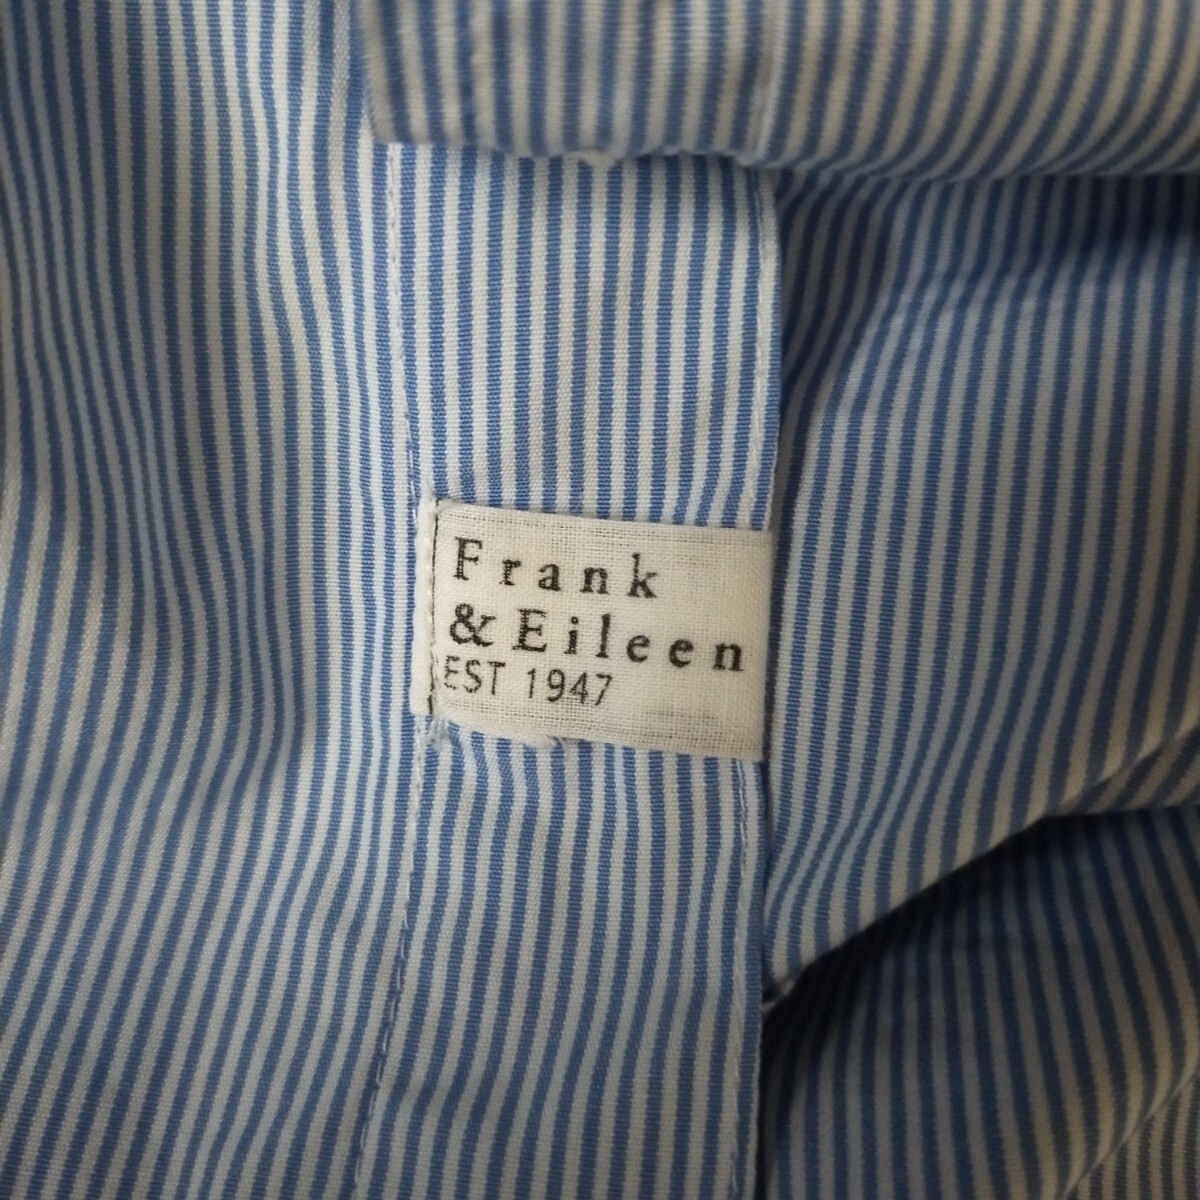 Frank
& Eileen
EST 1947